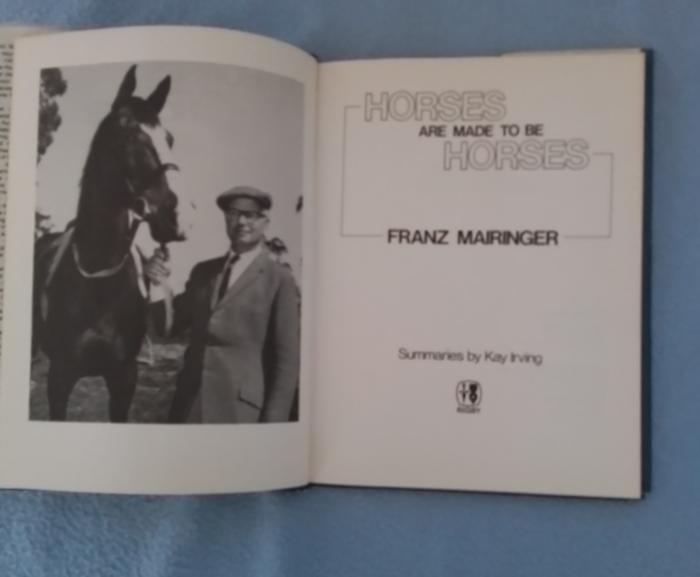 HORSES
ARE MADE TO BE
HORSES
FRANZ MAIRINGER
Summaries by Kay Irving
RIGBY